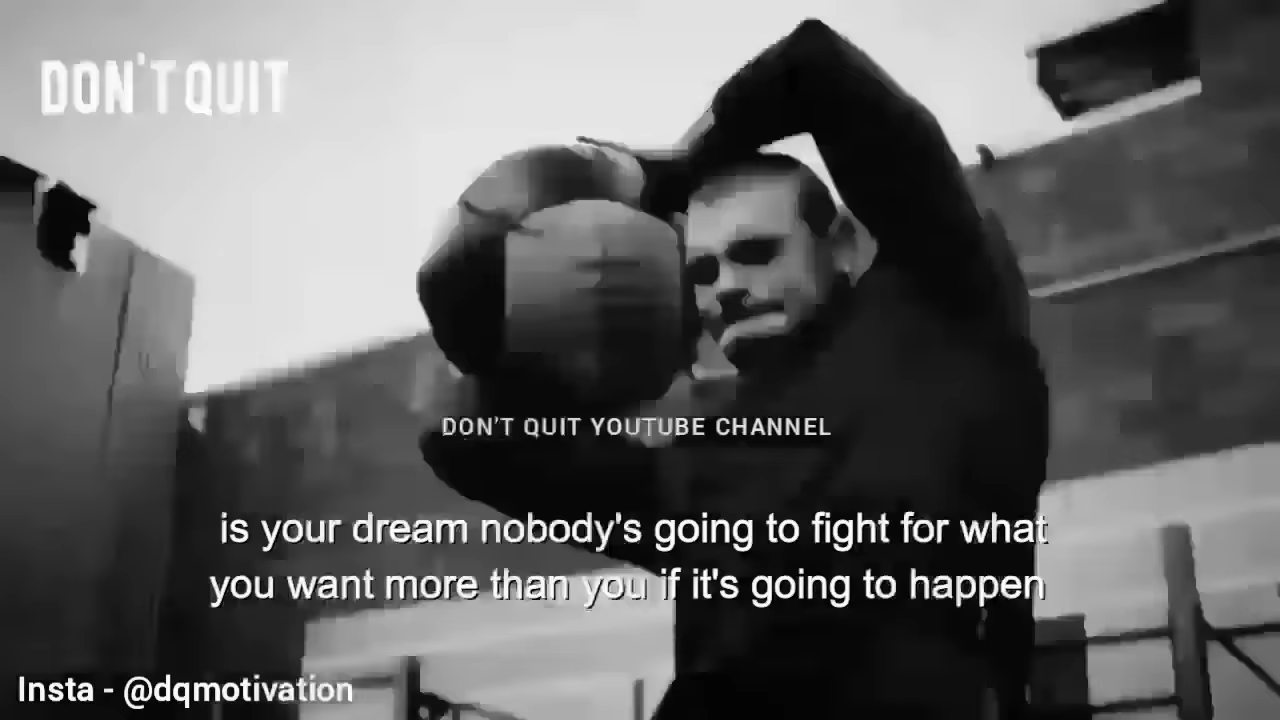 DON'T QUIT
DON'T QUIT YOUTUBE CHANNEL
is your dream nobody's going to fight for what
you want more than you if it's going to happen
Insta - @dqmotivation